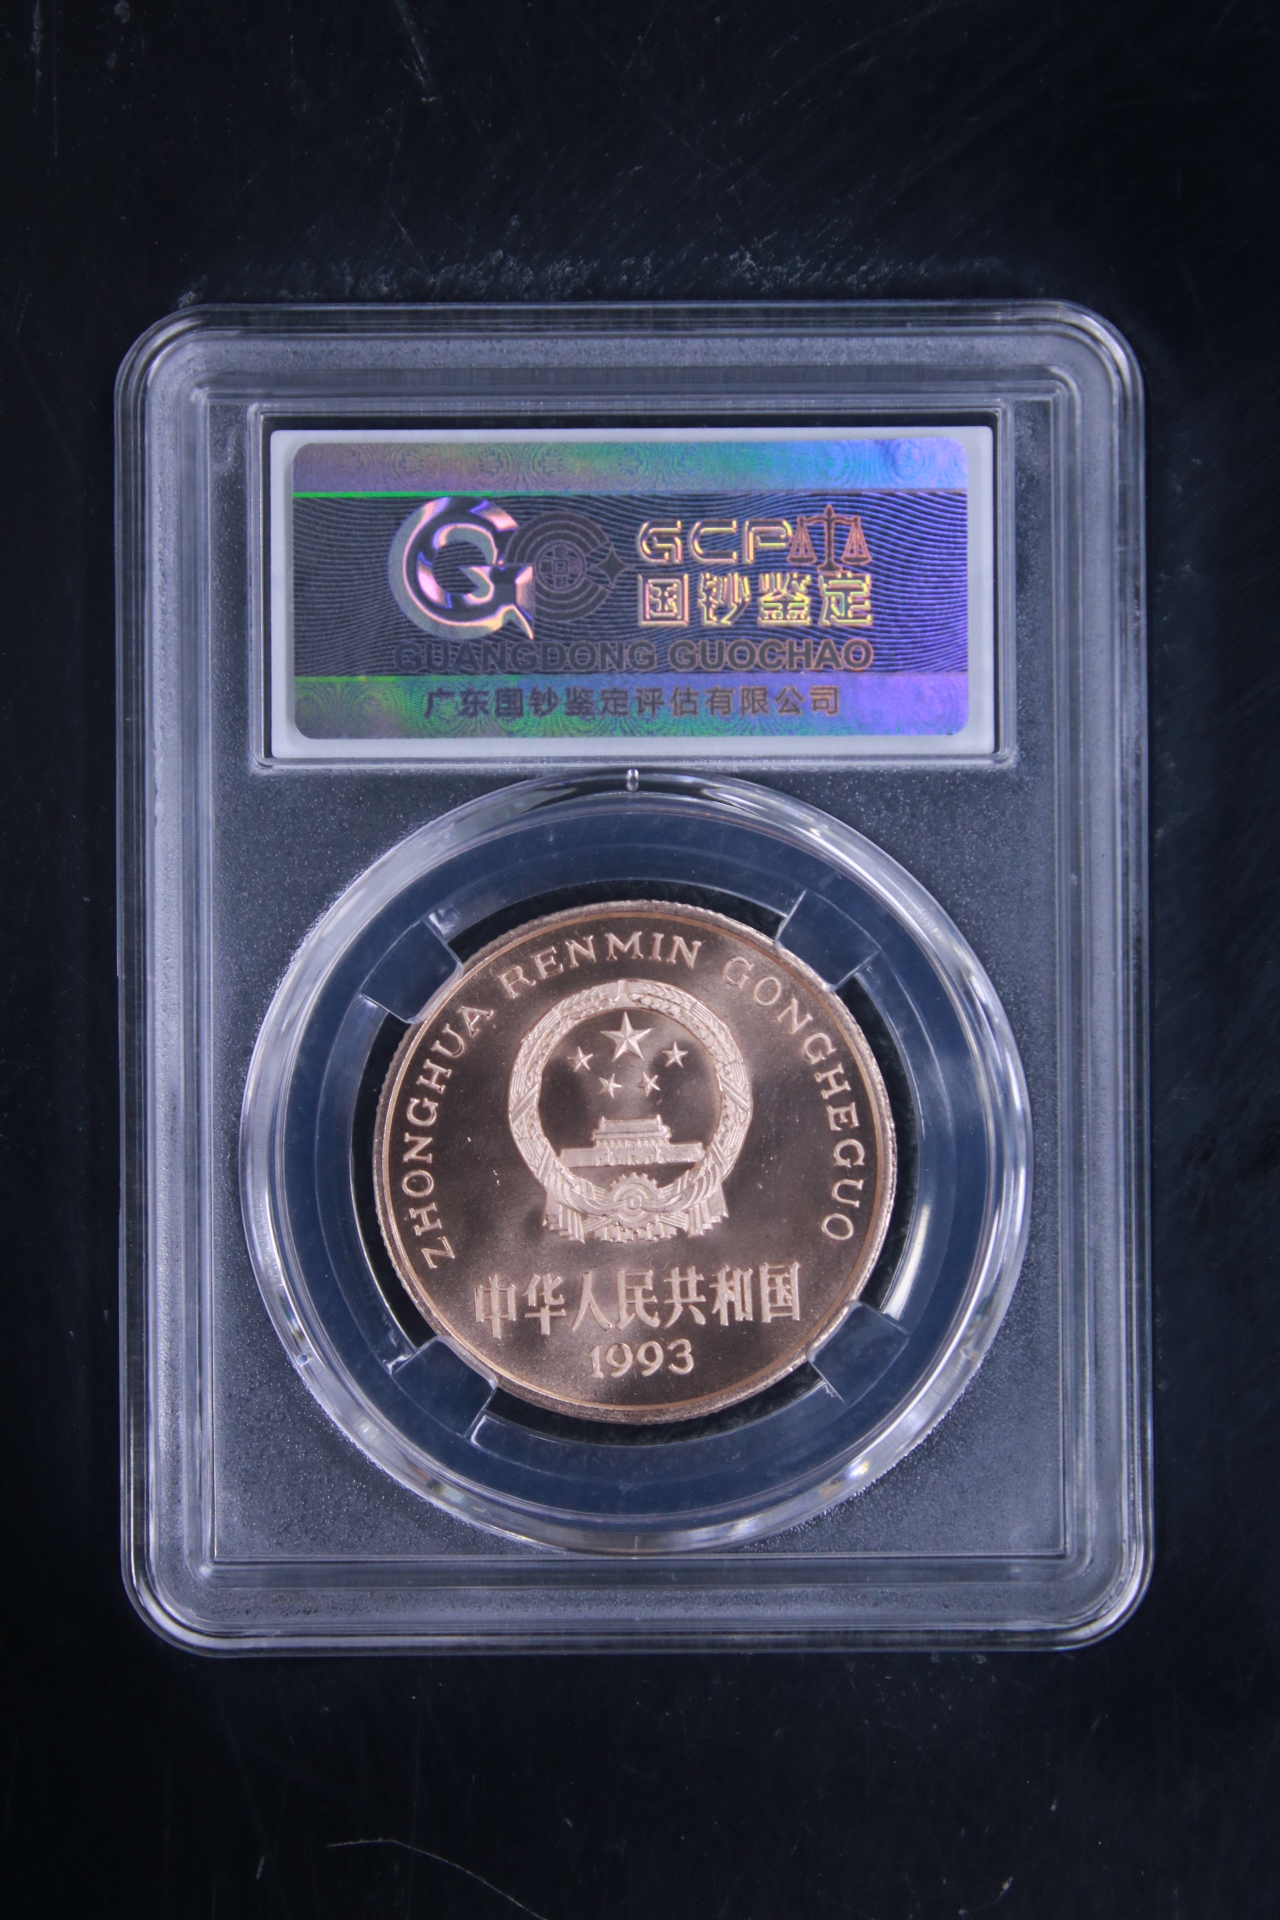 GCP
国钞鉴定
GUANGDONG GUOCHAO
广东国钞鉴定评估有限公司
ZHONGHUA RENMIN GONGHEGUO
中华人民共和国
1993